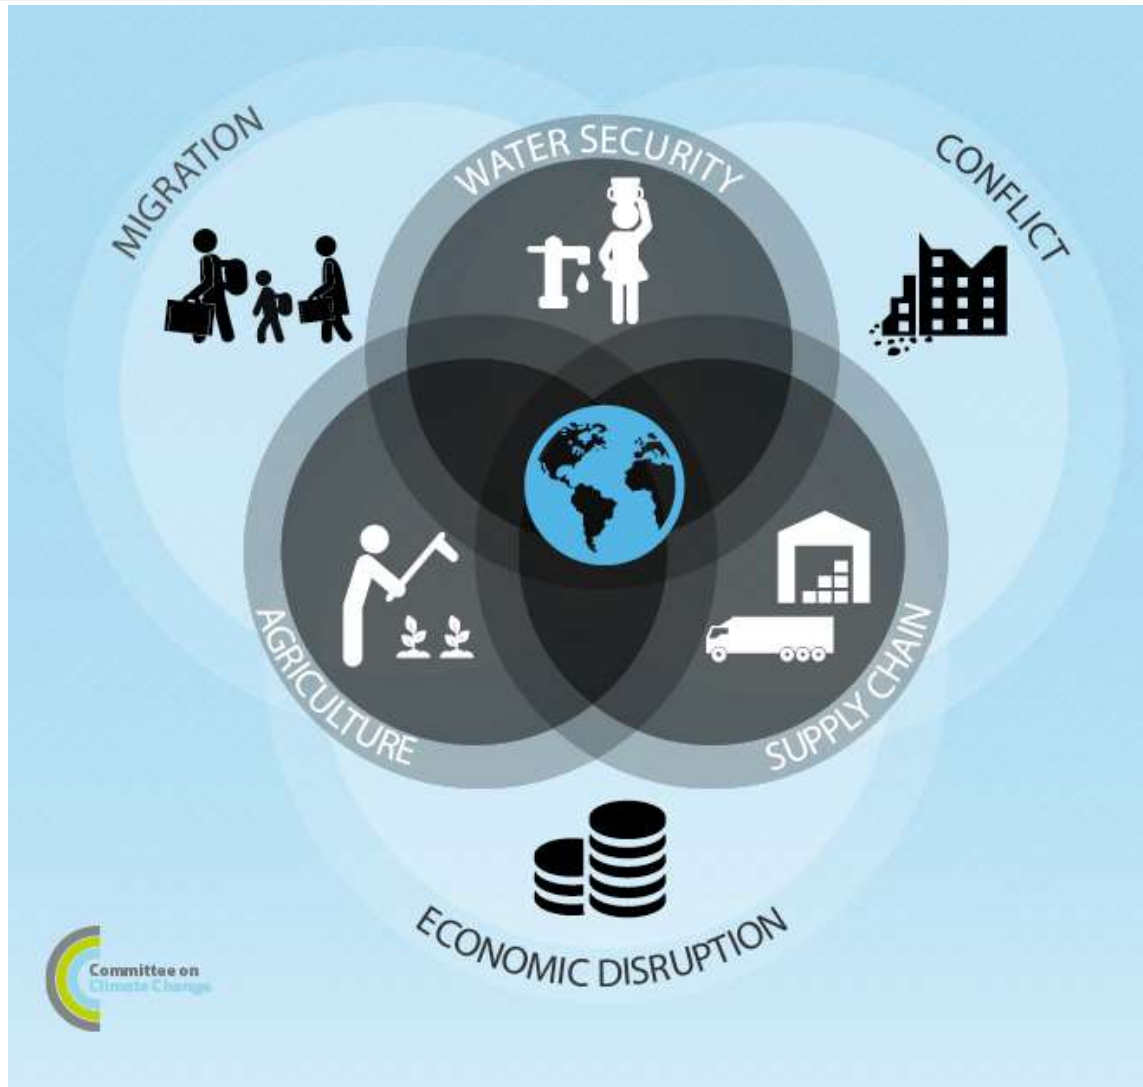 MIGRATION
WATER SECURITY
CONFLICT
AGRICULTURE
SUPPLY CHAIN
ECONOMIC DISRUPTION
Committee on
Climate Change